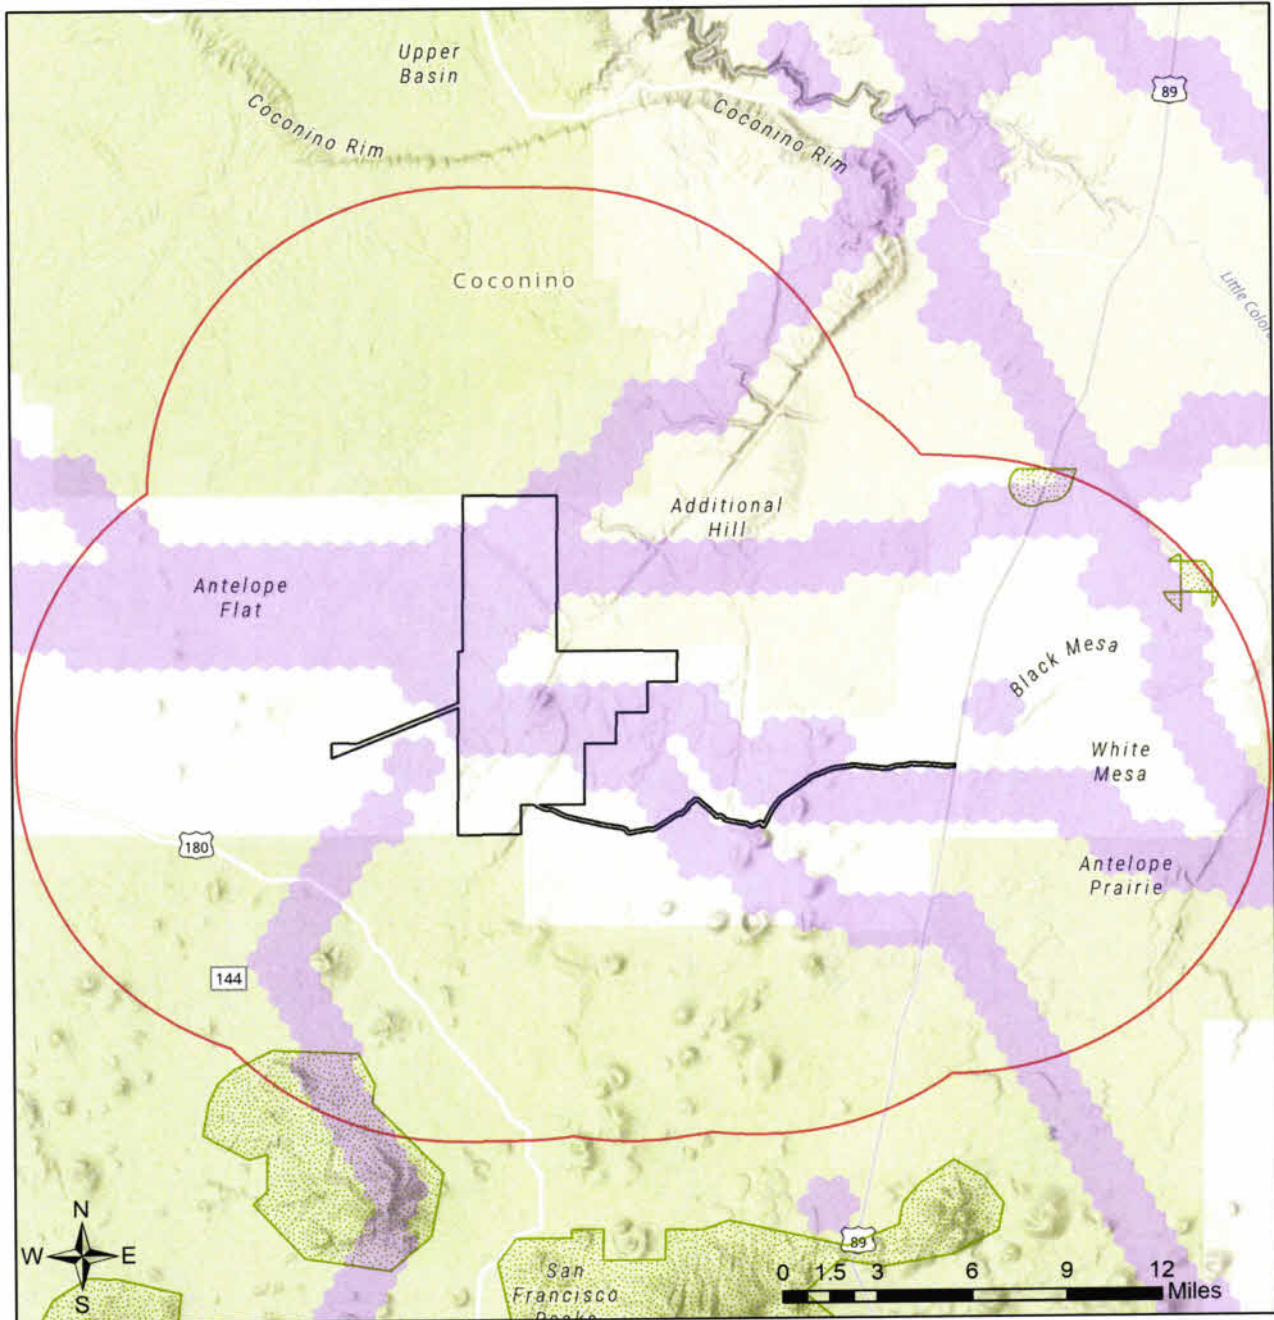 Upper
Basin
89
Coconino Rim
Coconino Rim
Coconino
Little
Additional
Hill
Antelope
Flat
Black Mesa
White
Mesa
180
Antelope
Prairie
144
N
W E
S
89
San
Francisco
0 1.5 3 6 9 12
Miles